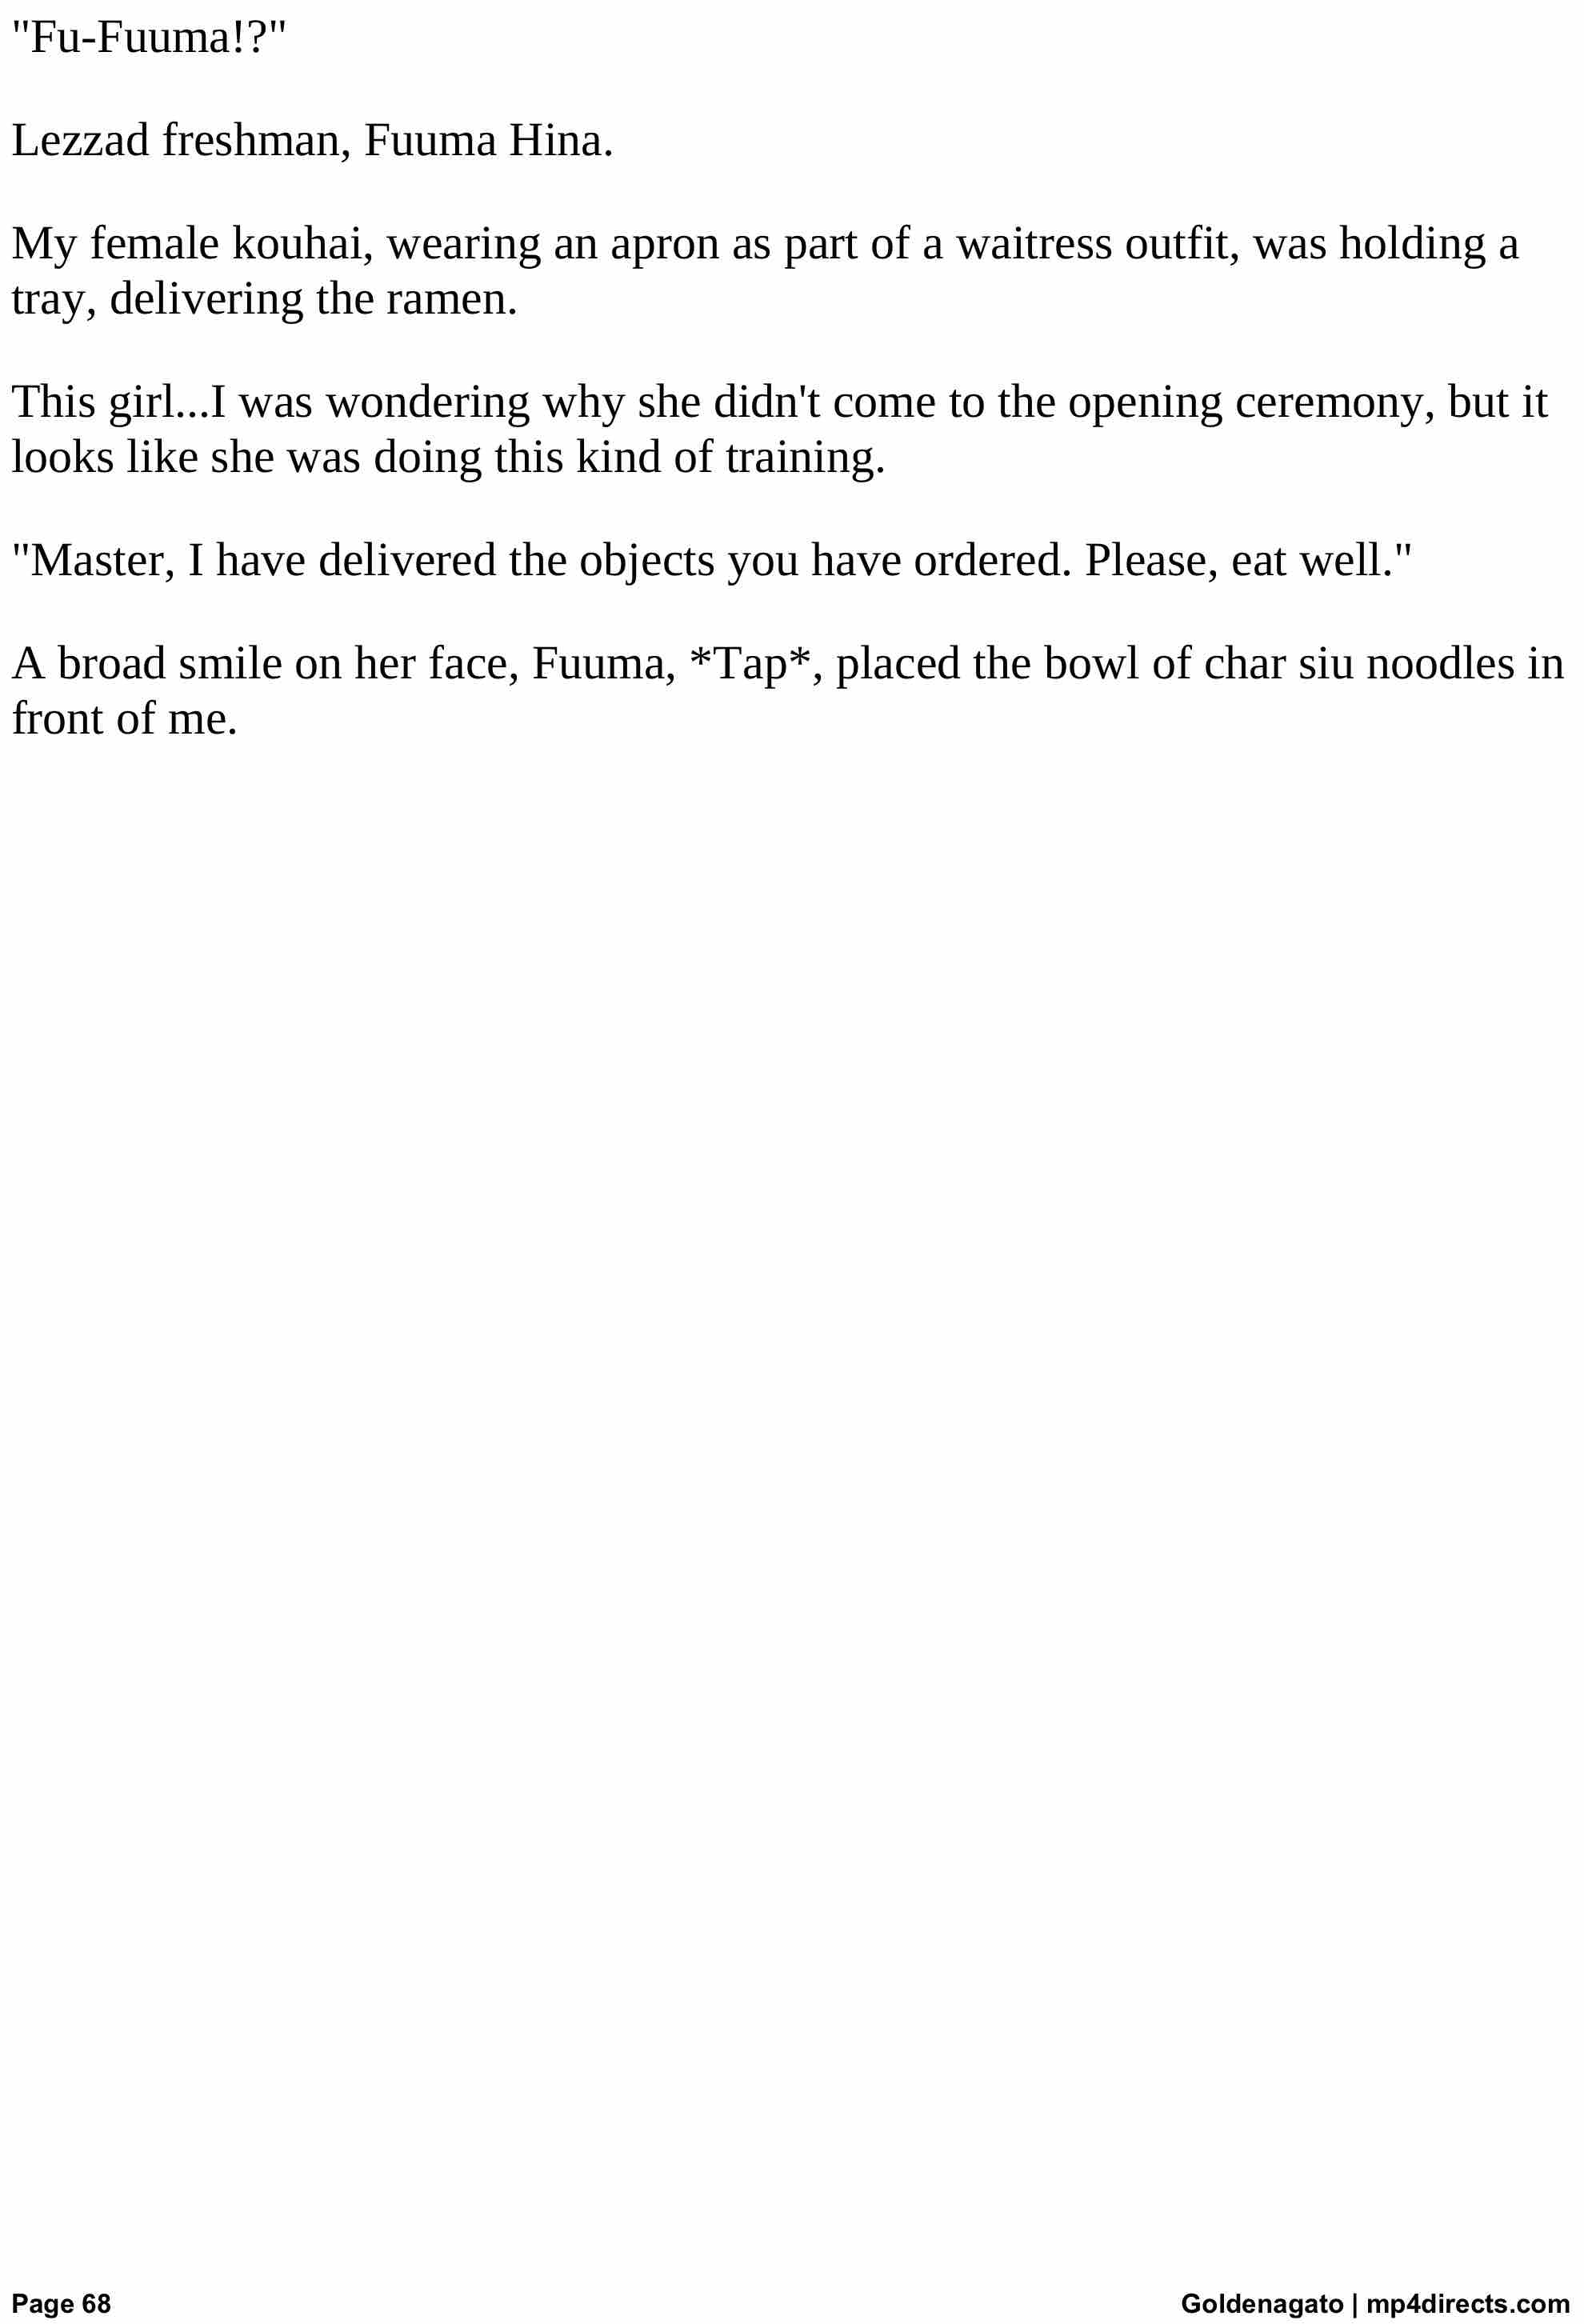 "Fu-Fuuma!?"
Lezzad freshman, Fuuma Hina.
My female kouhai, wearing an apron as part of a waitress outfit, was holding a
tray, delivering the ramen.
This girl...I was wondering why she didn't come to the opening ceremony, but it
looks like she was doing this kind of training.
"Master, I have delivered the objects you have ordered. Please, eat well."
A broad smile on her face, Fuuma, *Tap*, placed the bowl of char siu noodles in
front of me.
Page 68
Goldenagato | mp4directs.com